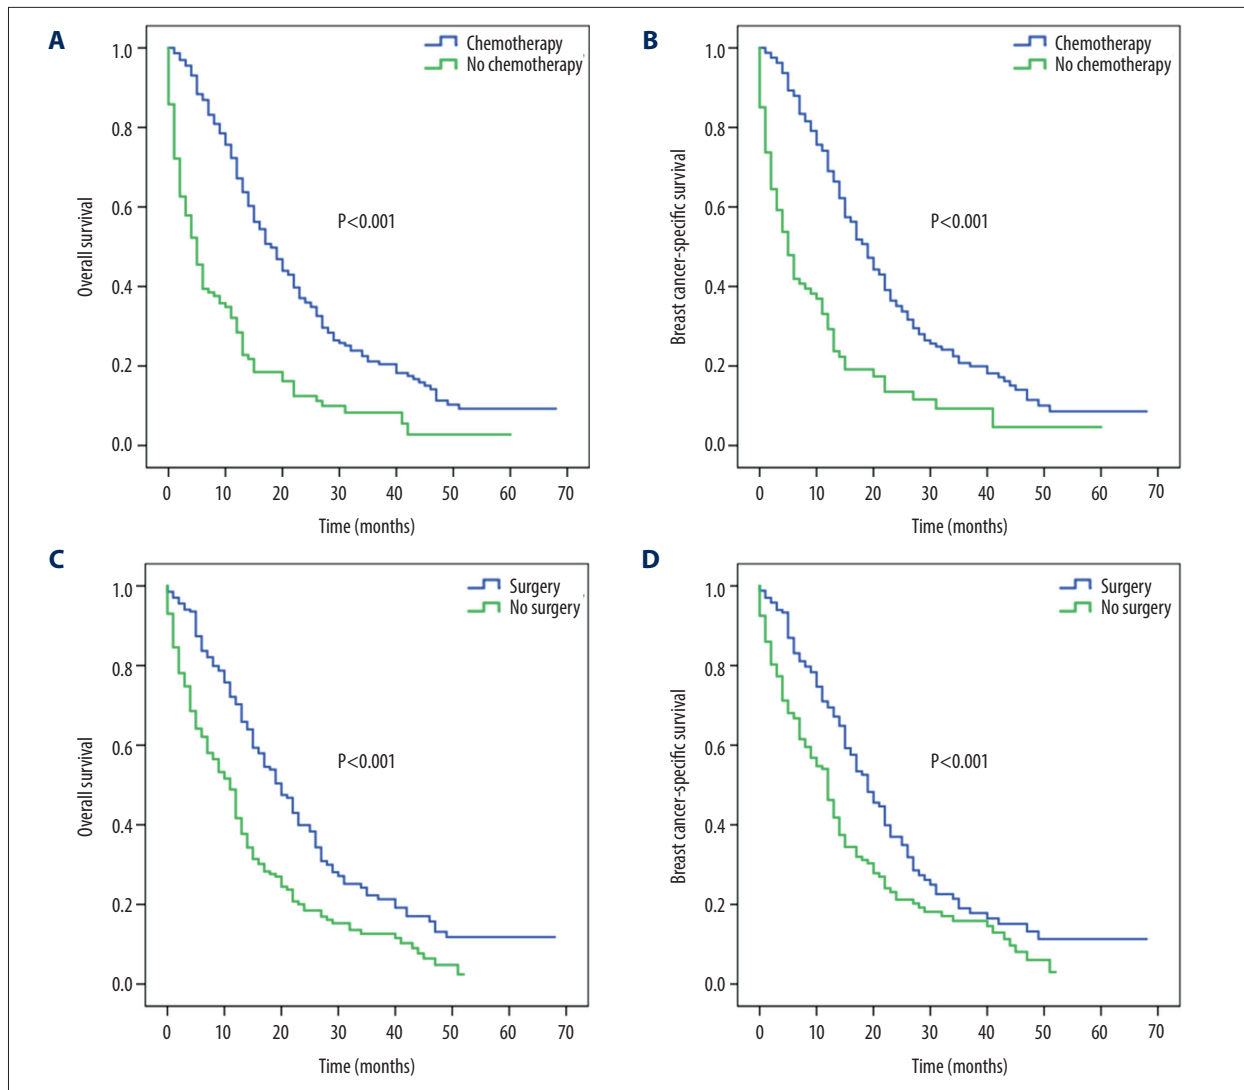 A
Chemotherapy
No chemotherapy
1.0
0.8
0.6
0.4
0.2
0.0
Overall survival
P<0.001
0 10 20 30 40 50 60 70
Time (months)
B
Chemotherapy
No chemotherapy
1.0
0.8
0.6
0.4
0.2
0.0
Breast cancer-specific survival
P<0.001
0 10 20 30 40 50 60 70
Time (months)
C
Surgery
No surgery
1.0
0.8
0.6
0.4
0.2
0.0
Overall survival
P<0.001
0 10 20 30 40 50 60 70
Time (months)
D
Surgery
No surgery
1.0
0.8
0.6
0.4
0.2
0.0
Breast cancer-specific survival
P<0.001
0 10 20 30 40 50 60 70
Time (months)